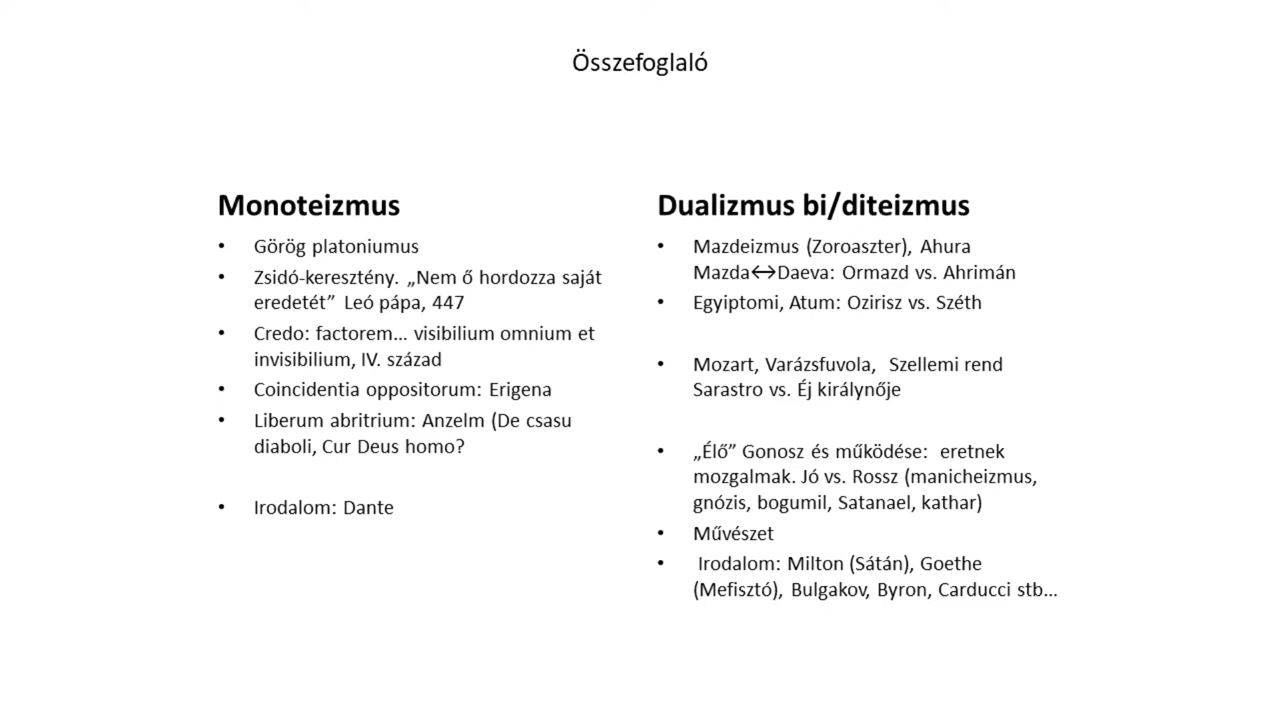 Összefoglaló
Monoteizmus
• Görög platoniumus
• Zsidó-keresztény. „Nem ő hordozza saját
eredetét” Leó pápa, 447
• Credo: factorem... visibilium omnium et
invisibilium, IV. század
• Coincidentia oppositorum: Erigena
• Liberum abritrium: Anzelm (De csasu
diaboli, Cur Deus homo?
• Irodalom: Dante
Dualizmus bi/diteizmus
• Mazdeizmus (Zoroaszter), Ahura
Mazda↔Daeva: Ormazd vs. Ahrimán
• Egyiptomi, Atum: Ozirisz vs. Széth
• Mozart, Varázsfuvola, Szellemi rend
Sarastro vs. Éj királynője
• „Élő” Gonosz és működése: eretnek
mozgalmak. Jó vs. Rossz (manicheizmus,
gnózis, bogumil, Satanael, kathar)
• Művészet
• Irodalom: Milton (Sátán), Goethe
(Mefisztó), Bulgakov, Byron, Carducci stb...